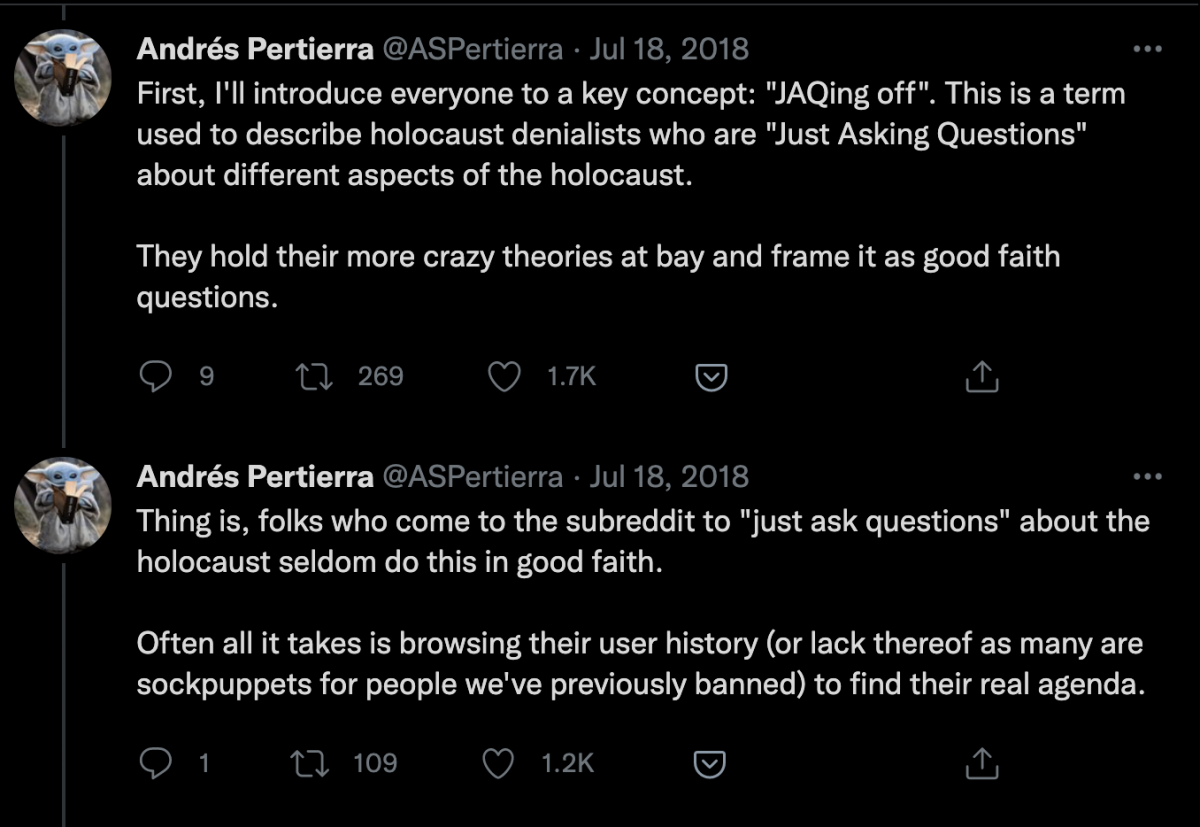 Andrés Pertierra @ASPertierra · Jul 18, 2018
First, I'll introduce everyone to a key concept: "JAQing off". This is a term
used to describe holocaust denialists who are "Just Asking Questions"
about different aspects of the holocaust.
They hold their more crazy theories at bay and frame it as good faith
questions.
9 269 1.7K
Andrés Pertierra @ASPertierra · Jul 18, 2018
Thing is, folks who come to the subreddit to "just ask questions" about the
holocaust seldom do this in good faith.
Often all it takes is browsing their user history (or lack thereof as many are
sockpuppets for people we've previously banned) to find their real agenda.
1 109 1.2K